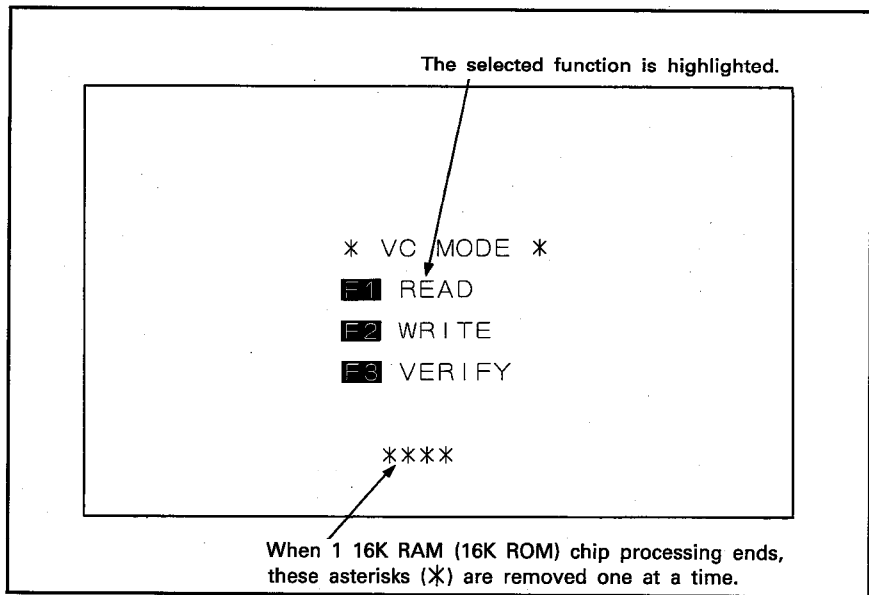 The selected function is highlighted.
* VC MODE *
F1 READ
F2 WRITE
F3 VERIFY
****
When 1 16K RAM (16K ROM) chip processing ends,
these asterisks (*) are removed one at a time.